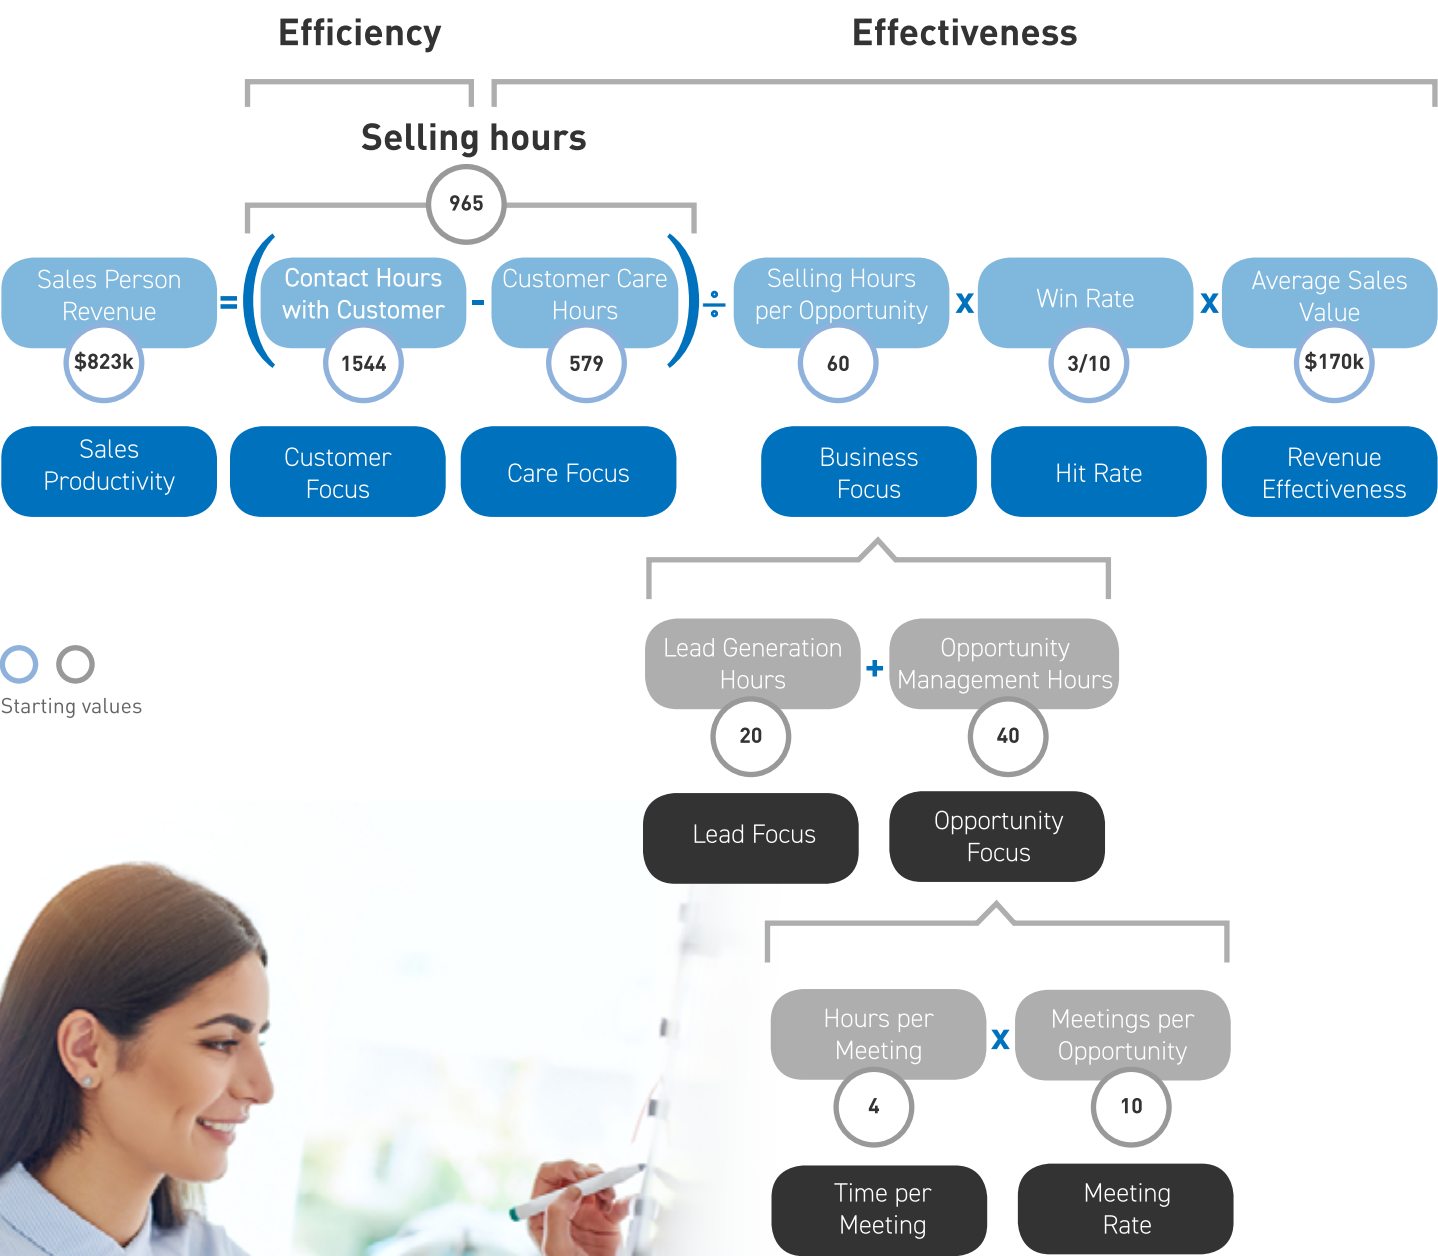 Efficiency
Effectiveness
Selling hours
965
Sales Person
Revenue
$823k
=
(
Contact Hours
with Customer
1544
-
Customer Care
Hours
579
)
÷
Selling Hours
per Opportunity
60
x
Win Rate
3/10
x
Average Sales
Value
$170k
Sales
Productivity
Customer
Focus
Care Focus
Business
Focus
Hit Rate
Revenue
Effectiveness
Lead Generation
Hours
20
+
Opportunity
Management Hours
40
Starting values
Lead Focus
Opportunity
Focus
Hours per
Meeting
4
x
Meetings per
Opportunity
10
Time per
Meeting
Meeting
Rate